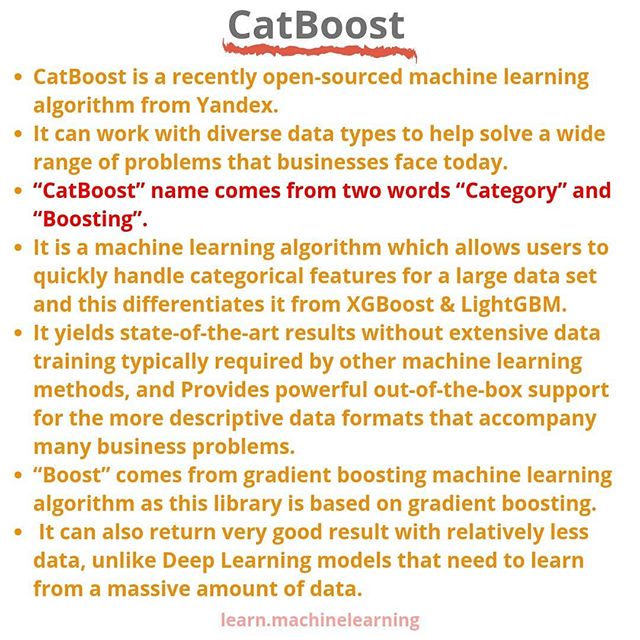 CatBoost
• CatBoost is a recently open-sourced machine learning
algorithm from Yandex.
• It can work with diverse data types to help solve a wide
range of problems that businesses face today.
• “CatBoost” name comes from two words “Category” and
“Boosting”.
• It is a machine learning algorithm which allows users to
quickly handle categorical features for a large data set
and this differentiates it from XGBoost & LightGBM.
• It yields state-of-the-art results without extensive data
training typically required by other machine learning
methods, and Provides powerful out-of-the-box support
for the more descriptive data formats that accompany
many business problems.
• “Boost” comes from gradient boosting machine learning
algorithm as this library is based on gradient boosting.
• It can also return very good result with relatively less
data, unlike Deep Learning models that need to learn
from a massive amount of data.
learn.machinelearning